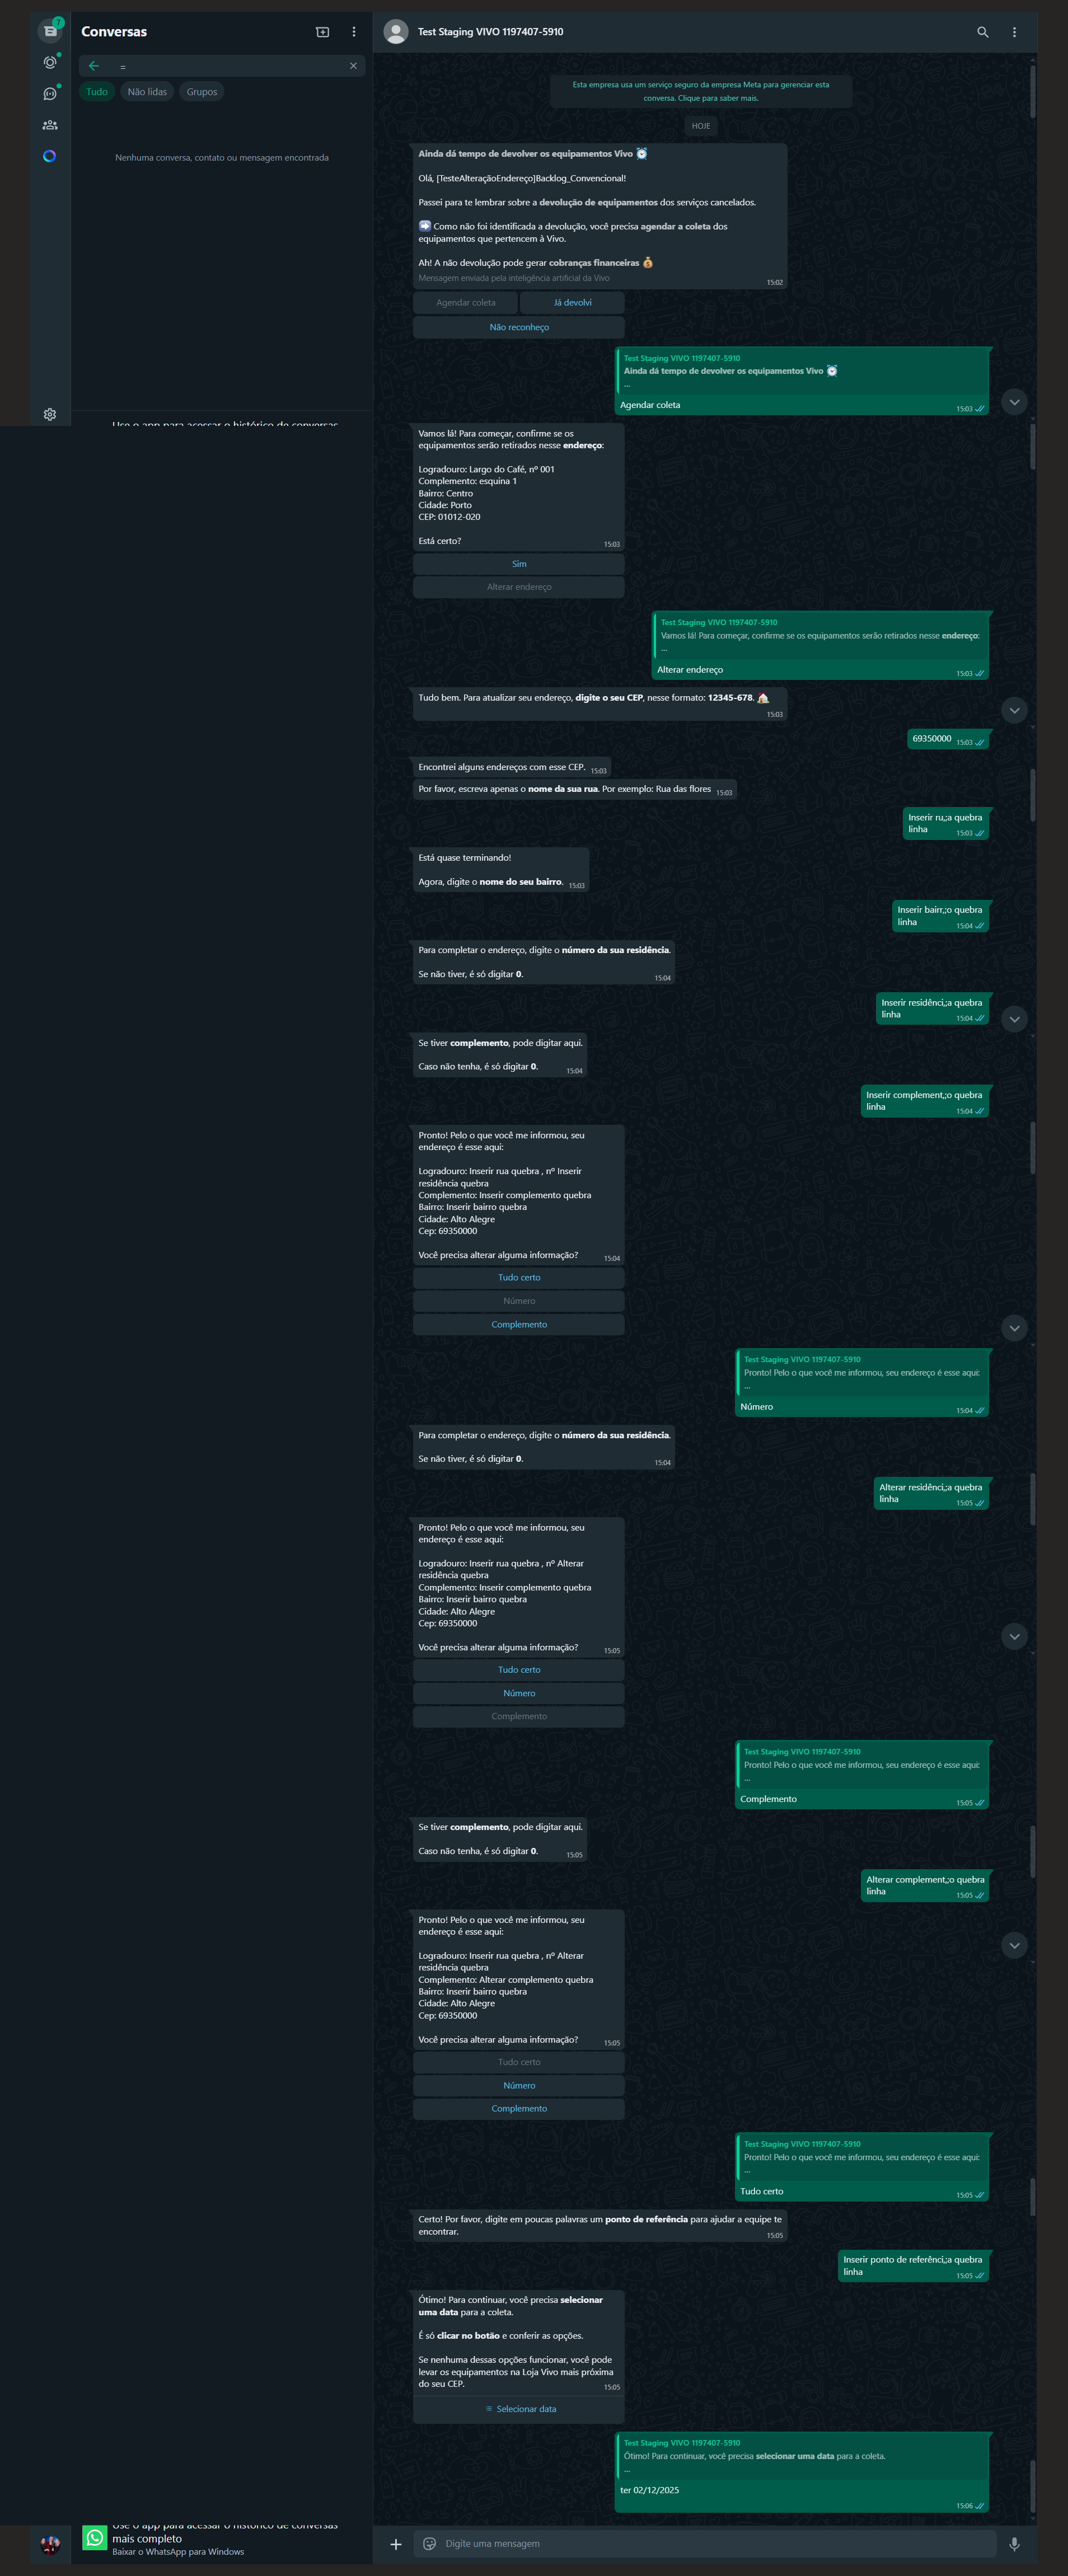 7
Conversas
=
Tudo
Não lidas
Grupos
Nenhuma conversa, contato ou mensagem encontrada
Test Staging VIVO 1197407-5910
Esta empresa usa um serviço seguro da empresa Meta para gerenciar esta
conversa. Clique para saber mais.
HOJE
Ainda dá tempo de devolver os equipamentos Vivo ⏰
Olá, [TesteAlteraçãoEndereço]Backlog_Convencional!
Passei para te lembrar sobre a devolução de equipamentos dos serviços cancelados.
➡️ Como não foi identificada a devolução, você precisa agendar a coleta dos
equipamentos que pertencem à Vivo.
Ah! A não devolução pode gerar cobranças financeiras 💰
Mensagem enviada pela inteligência artificial da Vivo
15:02
Agendar coleta
Já devolvi
Não reconheço
Test Staging VIVO 1197407-5910
Ainda dá tempo de devolver os equipamentos Vivo ⏰
...
Agendar coleta
15:03
Use o app para acessar o histórico de conversas
Vamos lá! Para começar, confirme se os
equipamentos serão retirados nesse endereço:
Logradouro: Largo do Café, nº 001
Complemento: esquina 1
Bairro: Centro
Cidade: Porto
CEP: 01012-020
Está certo?
15:03
Sim
Alterar endereço
Test Staging VIVO 1197407-5910
Vamos lá! Para começar, confirme se os equipamentos serão retirados nesse endereço:
...
Alterar endereço
15:03
Tudo bem. Para atualizar seu endereço, digite o seu CEP, nesse formato: 12345-678. 🏠
15:03
69350000 15:03
Encontrei alguns endereços com esse CEP. 15:03
Por favor, escreva apenas o nome da sua rua. Por exemplo: Rua das flores 15:03
Inserir ru,;a quebra
linha 15:03
Está quase terminando!
Agora, digite o nome do seu bairro. 15:03
Inserir bairr,;o quebra
linha 15:04
Para completar o endereço, digite o número da sua residência.
Se não tiver, é só digitar 0. 15:04
Inserir residênci,;a quebra
linha 15:04
Se tiver complemento, pode digitar aqui.
Caso não tenha, é só digitar 0. 15:04
Inserir complement,;o quebra
linha 15:04
Pronto! Pelo o que você me informou, seu
endereço é esse aqui:
Logradouro: Inserir rua quebra , nº Inserir
residência quebra
Complemento: Inserir complemento quebra
Bairro: Inserir bairro quebra
Cidade: Alto Alegre
Cep: 69350000
Você precisa alterar alguma informação? 15:04
Tudo certo
Número
Complemento
Test Staging VIVO 1197407-5910
Pronto! Pelo o que você me informou, seu endereço é esse aqui:
...
Número
15:04
Para completar o endereço, digite o número da sua residência.
Se não tiver, é só digitar 0. 15:04
Alterar residênci,;a quebra
linha 15:05
Pronto! Pelo o que você me informou, seu
endereço é esse aqui:
Logradouro: Inserir rua quebra , nº Alterar
residência quebra
Complemento: Inserir complemento quebra
Bairro: Inserir bairro quebra
Cidade: Alto Alegre
Cep: 69350000
Você precisa alterar alguma informação? 15:05
Tudo certo
Número
Complemento
Test Staging VIVO 1197407-5910
Pronto! Pelo o que você me informou, seu endereço é esse aqui:
...
Complemento
15:05
Se tiver complemento, pode digitar aqui.
Caso não tenha, é só digitar 0. 15:05
Alterar complement,;o quebra
linha 15:05
Pronto! Pelo o que você me informou, seu
endereço é esse aqui:
Logradouro: Inserir rua quebra , nº Alterar
residência quebra
Complemento: Alterar complemento quebra
Bairro: Inserir bairro quebra
Cidade: Alto Alegre
Cep: 69350000
Você precisa alterar alguma informação? 15:05
Tudo certo
Número
Complemento
Test Staging VIVO 1197407-5910
Pronto! Pelo o que você me informou, seu endereço é esse aqui:
...
Tudo certo
15:05
Certo! Por favor, digite em poucas palavras um ponto de referência para ajudar a equipe te
encontrar. 15:05
Inserir ponto de referênci,;a quebra
linha 15:05
Ótimo! Para continuar, você precisa selecionar
uma data para a coleta.
É só clicar no botão e conferir as opções.
Se nenhuma dessas opções funcionar, você pode
levar os equipamentos na Loja Vivo mais próxima
do seu CEP. 15:05
Selecionar data
Test Staging VIVO 1197407-5910
Ótimo! Para continuar, você precisa selecionar uma data para a coleta.
...
ter 02/12/2025
15:06
Use o app para acessar o histórico de conversas
mais completo
Baixar o WhatsApp para Windows
Digite uma mensagem